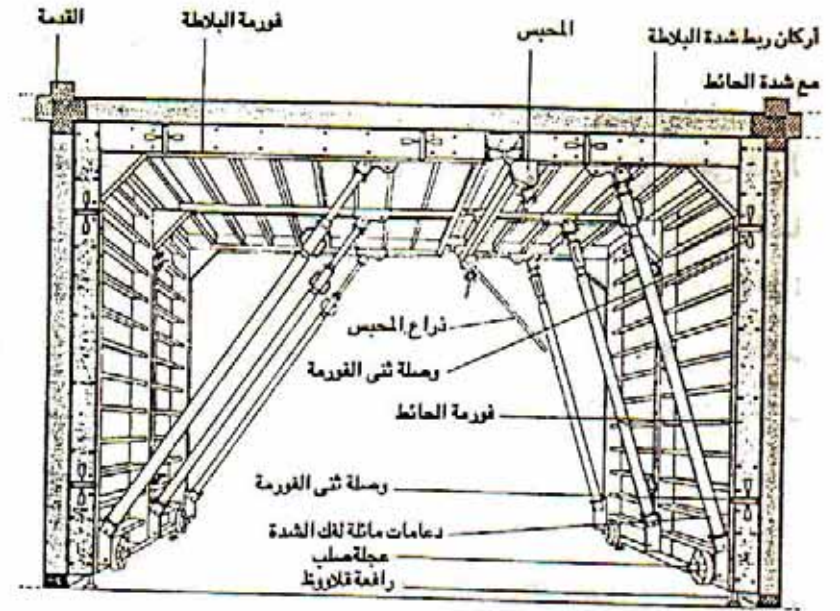 القدمة
فورمة البلاطة
المحبس
أركان ربط شدة البلاطة
مع شدة الحائط
ذراع المحبس
وصلة ثنى الفورمة
فورمة الحائط
وصلة ثنى الفورمة
دعامات مائلة لفك الشدة
عجلة صلب
رافعة قلاووظ